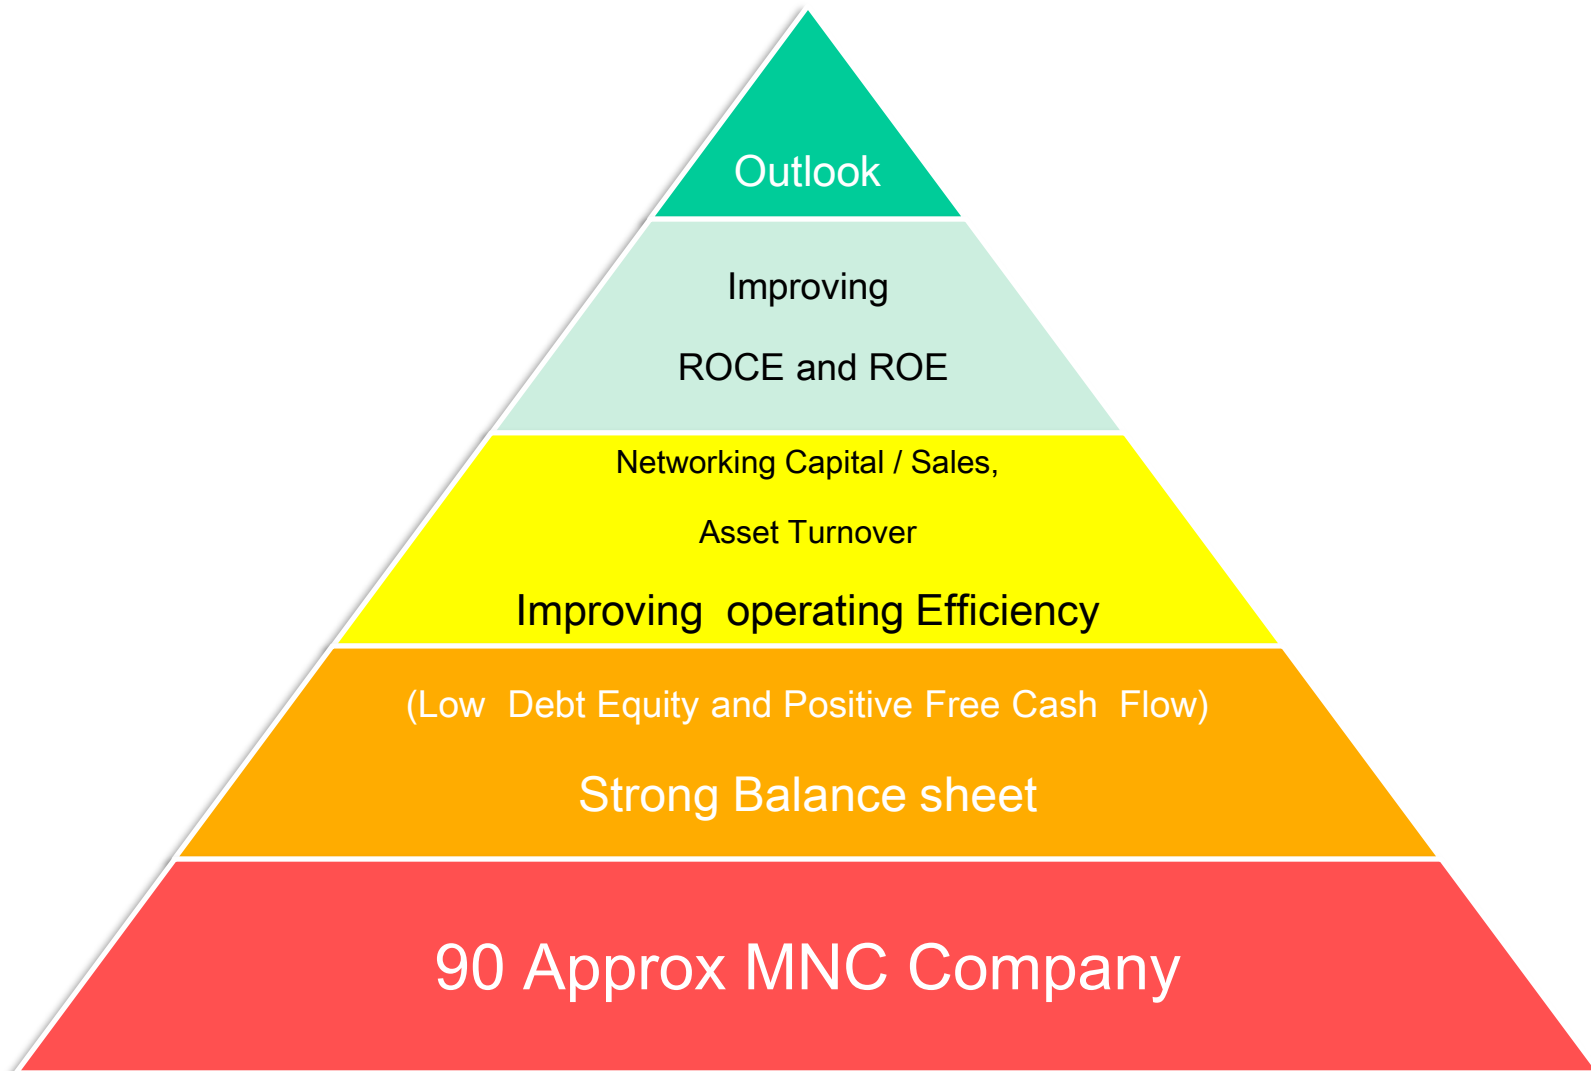 Outlook
Improving
ROCE and ROE
Networking Capital / Sales,
Asset Turnover
Improving operating Efficiency
(Low Debt Equity and Positive Free Cash Flow)
Strong Balance sheet
90 Approx MNC Company